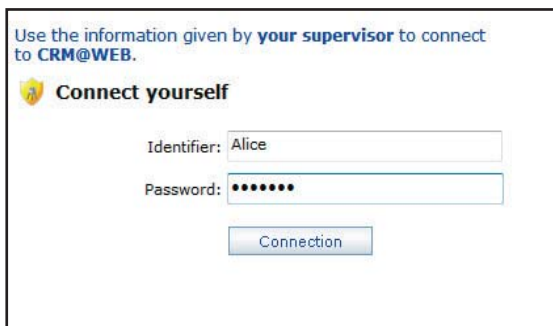 Use the information given by your supervisor to connect
to CRM@WEB.
Connect yourself
Identifier: Alice
Password: •••••••
Connection